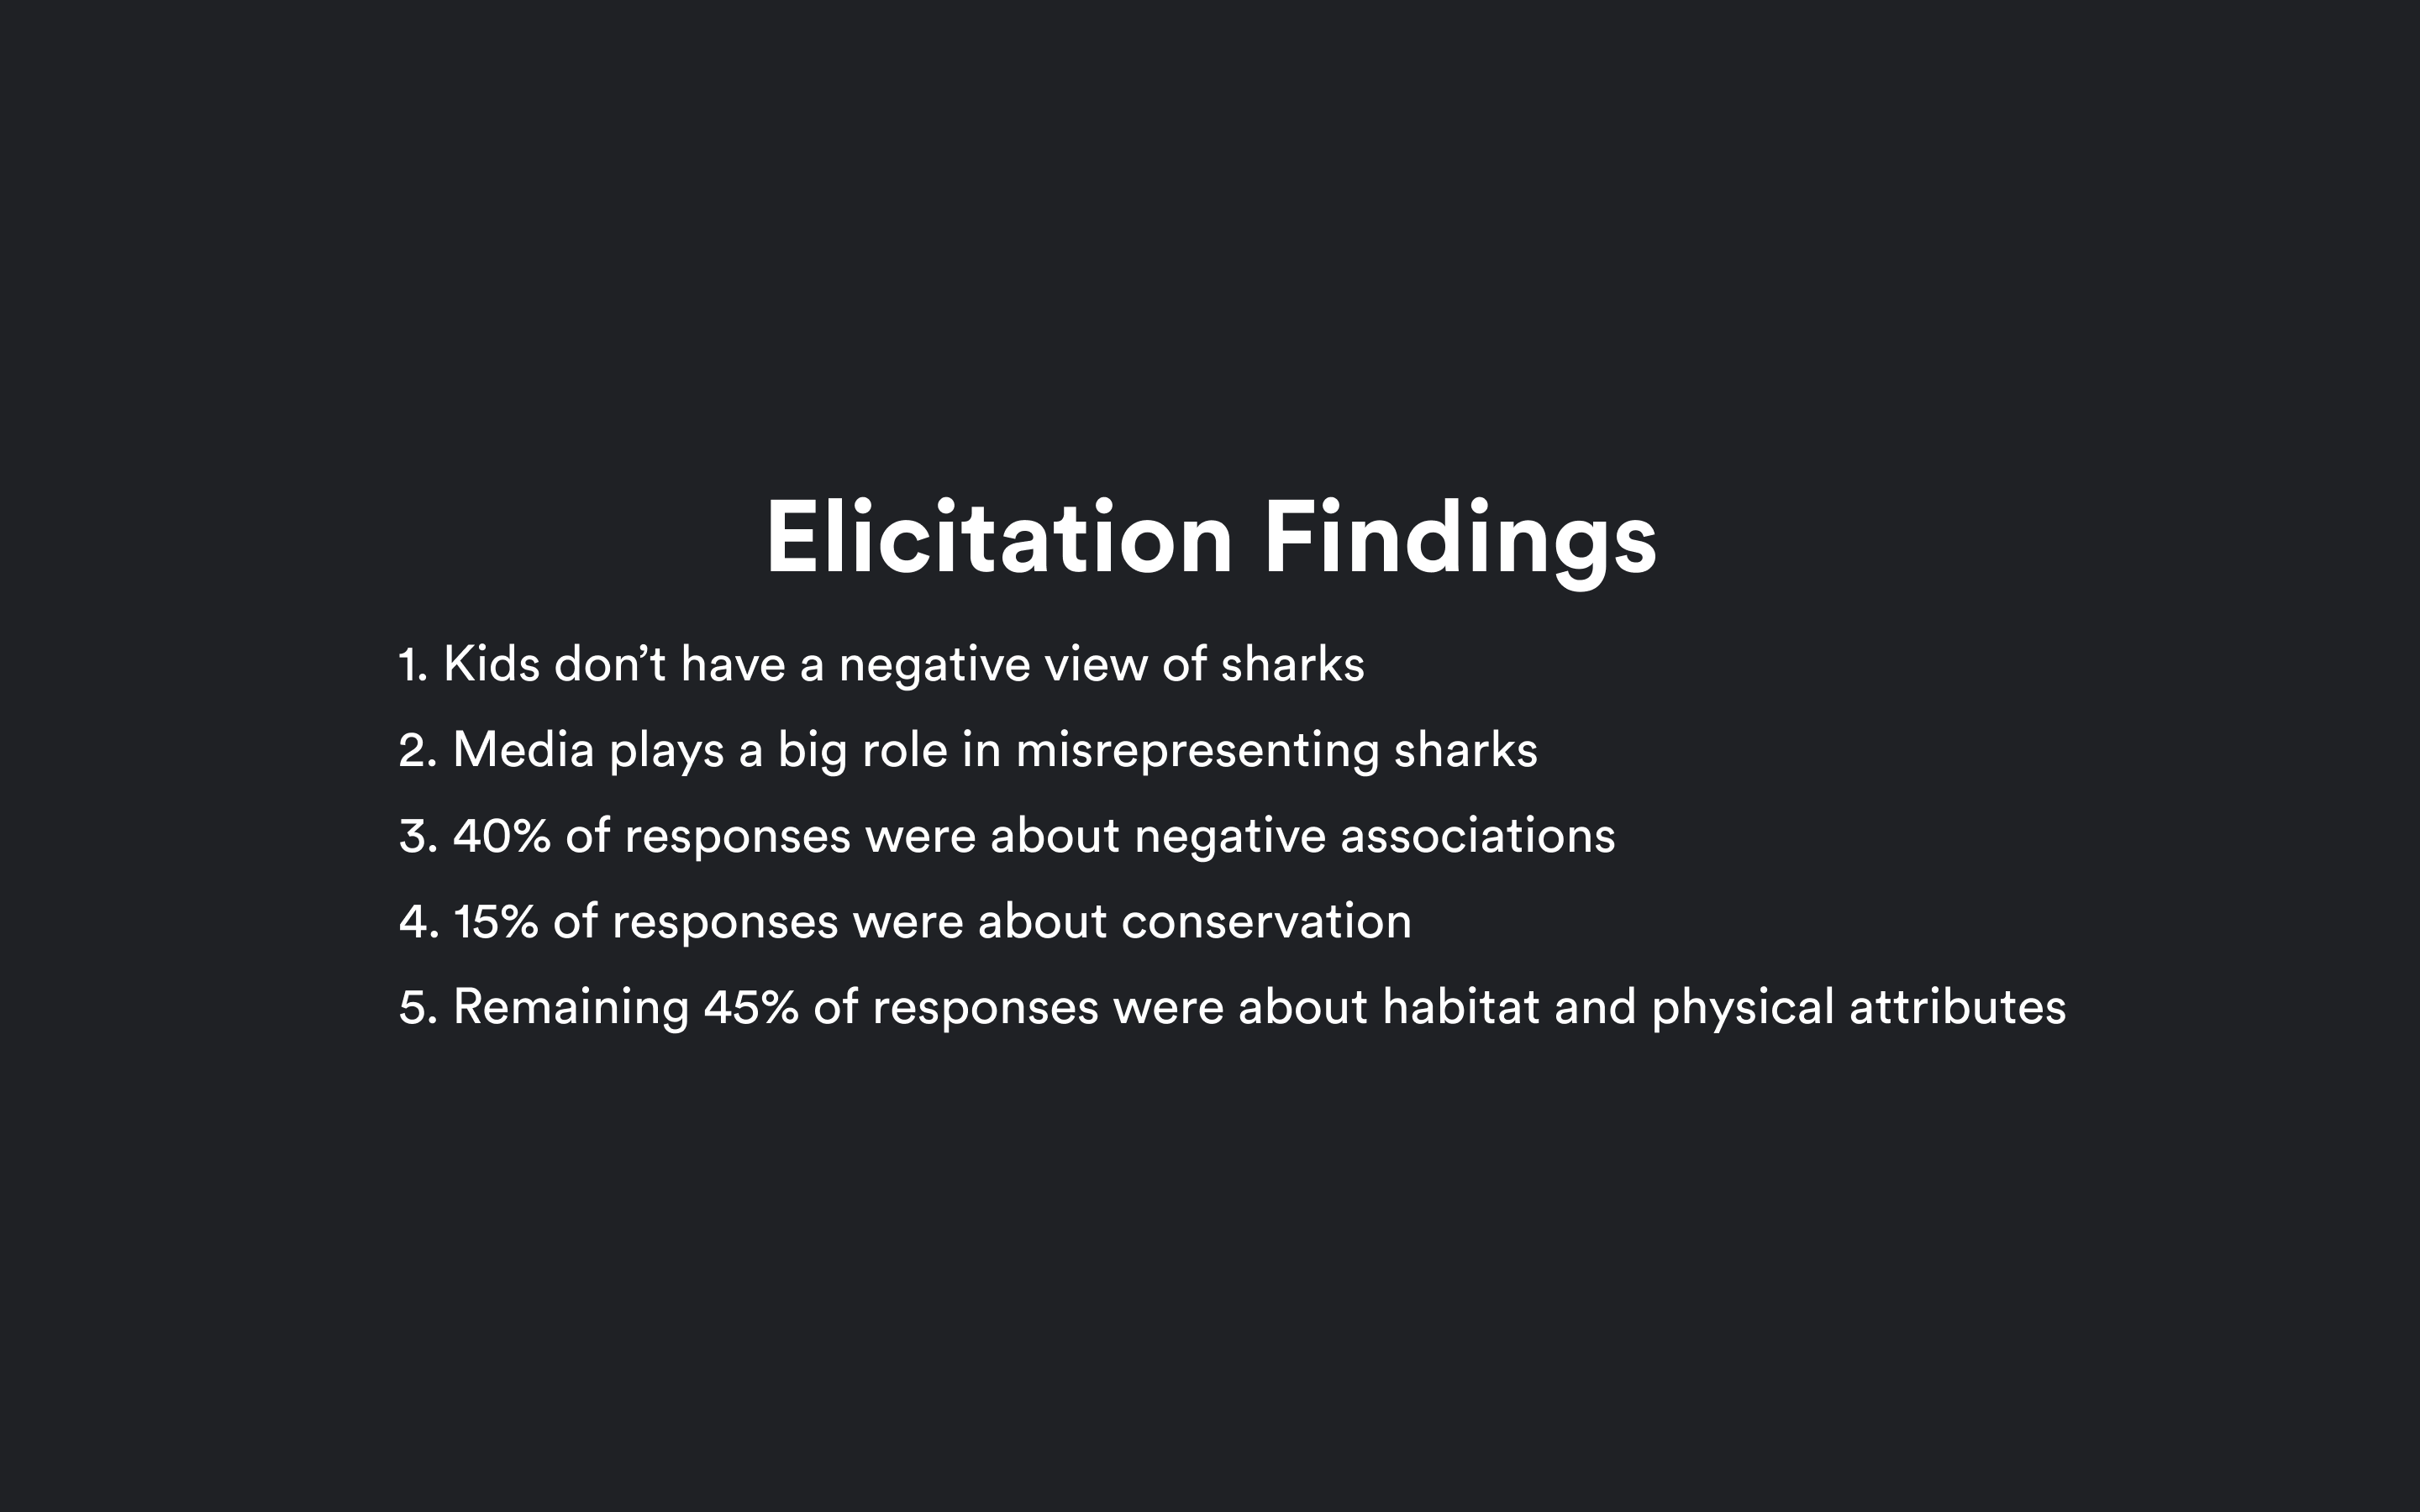 Elicitation Findings
1. Kids don’t have a negative view of sharks
2. Media plays a big role in misrepresenting sharks
3. 40% of responses were about negative associations
4. 15% of responses were about conservation
5. Remaining 45% of responses were about habitat and physical attributes